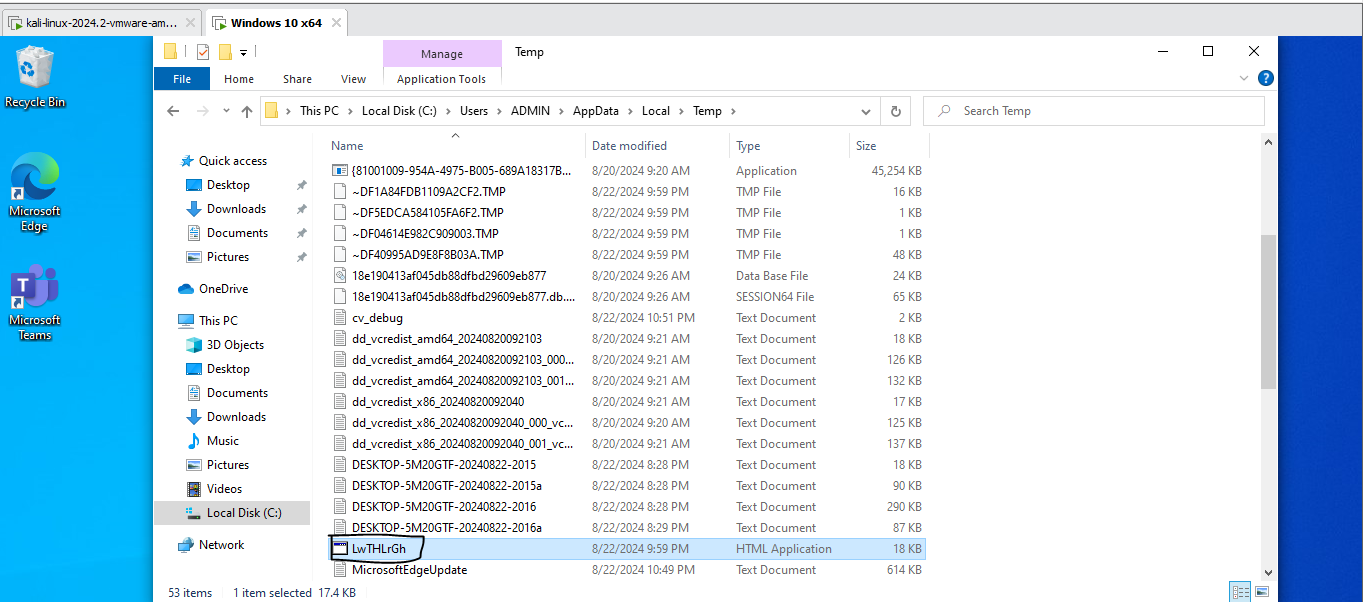 kali-linux-2024.2-vmware-am... Windows 10 x64
Recycle Bin
Microsoft
Edge
Microsoft
Teams
Manage Temp
File Home Share View Application Tools
This PC Local Disk (C:) Users ADMIN AppData Local Temp Search Temp
Quick access
Desktop
Downloads
Documents
Pictures
OneDrive
This PC
3D Objects
Desktop
Documents
Downloads
Music
Pictures
Videos
Local Disk (C:)
Network
Name Date modified Type Size
{81001009-954A-4975-B005-689A18317B... 8/20/2024 9:20 AM Application 45,254 KB
~DF1A84FDB1109A2CF2.TMP 8/22/2024 9:59 PM TMP File 16 KB
~DF5EDCA584105FA6F2.TMP 8/22/2024 9:59 PM TMP File 1 KB
~DF04614E982C909003.TMP 8/22/2024 9:59 PM TMP File 1 KB
~DF40995AD9E8F8B03A.TMP 8/22/2024 9:59 PM TMP File 48 KB
18e190413af045db88dfbd29609eb877 8/20/2024 9:26 AM Data Base File 24 KB
18e190413af045db88dfbd29609eb877.db.... 8/20/2024 9:26 AM SESSION64 File 65 KB
cv_debug 8/22/2024 10:51 PM Text Document 2 KB
dd_vcredist_amd64_20240820092103 8/20/2024 9:21 AM Text Document 18 KB
dd_vcredist_amd64_20240820092103_000... 8/20/2024 9:21 AM Text Document 126 KB
dd_vcredist_amd64_20240820092103_001... 8/20/2024 9:21 AM Text Document 132 KB
dd_vcredist_x86_20240820092040 8/20/2024 9:21 AM Text Document 17 KB
dd_vcredist_x86_20240820092040_000_vc... 8/20/2024 9:20 AM Text Document 125 KB
dd_vcredist_x86_20240820092040_001_vc... 8/20/2024 9:21 AM Text Document 137 KB
DESKTOP-5M20GTF-20240822-2015 8/22/2024 8:28 PM Text Document 18 KB
DESKTOP-5M20GTF-20240822-2015a 8/22/2024 8:28 PM Text Document 90 KB
DESKTOP-5M20GTF-20240822-2016 8/22/2024 8:28 PM Text Document 290 KB
DESKTOP-5M20GTF-20240822-2016a 8/22/2024 8:29 PM Text Document 87 KB
LwTHLrGh 8/22/2024 9:59 PM HTML Application 18 KB
MicrosoftEdgeUpdate 8/22/2024 10:49 PM Text Document 614 KB
53 items 1 item selected 17.4 KB